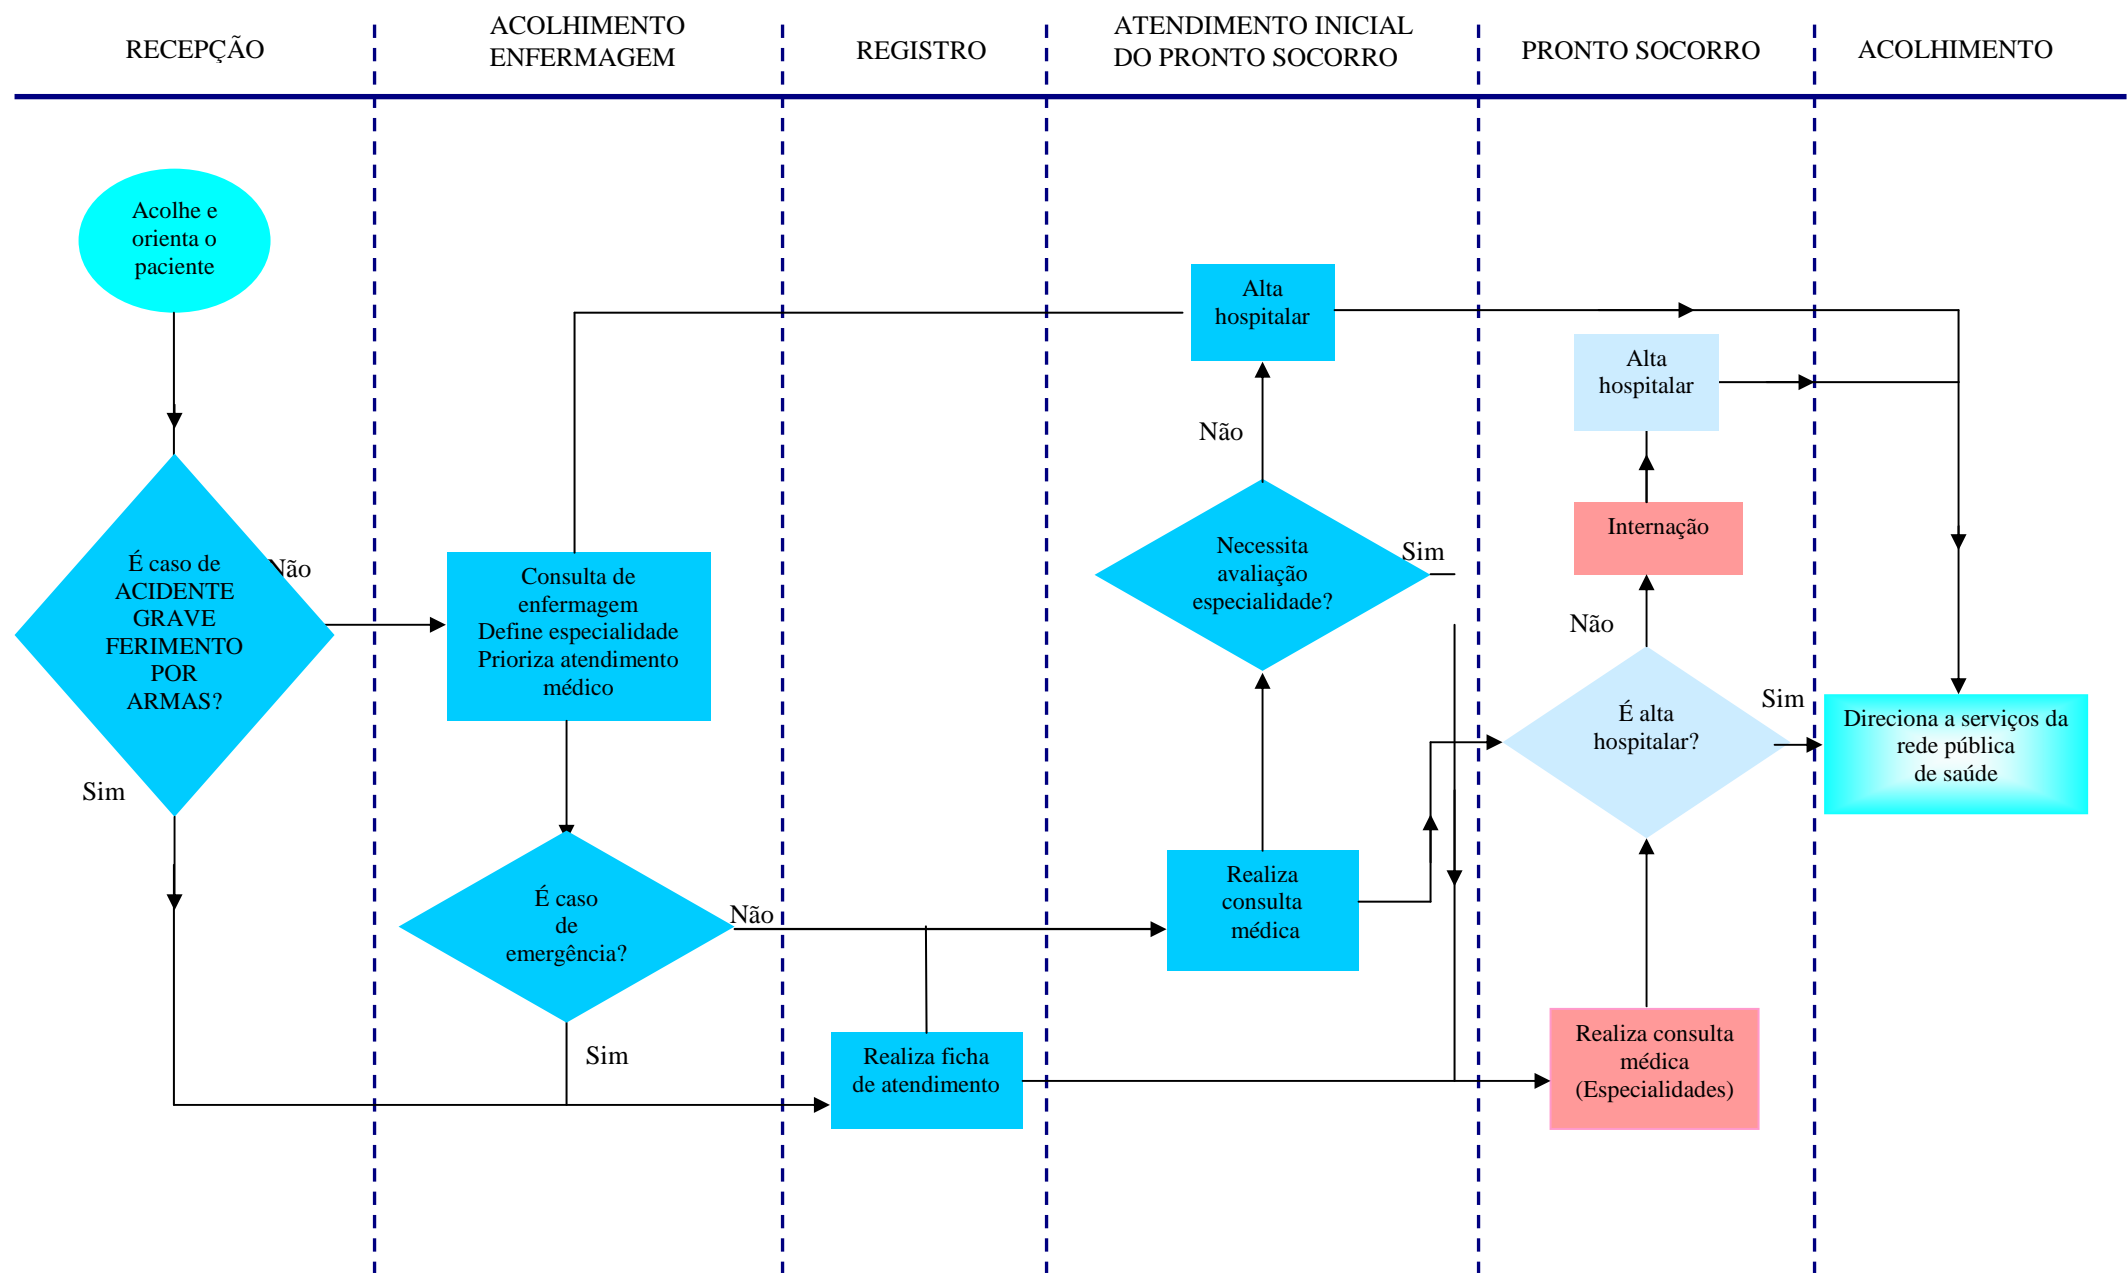 RECEPÇÃO
ACOLHIMENTO
ENFERMAGEM
REGISTRO
ATENDIMENTO INICIAL
DO PRONTO SOCORRO
PRONTO SOCORRO
ACOLHIMENTO
Acolhe e
orienta o
paciente
É caso de
ACIDENTE
GRAVE
FERIMENTO
POR
ARMAS?
Não
Sim
Consulta de
enfermagem
Define especialidade
Prioriza atendimento
médico
É caso
de
emergência?
Não
Sim
Realiza ficha
de atendimento
Alta
hospitalar
Não
Necessita
avaliação
especialidade?
Sim
Realiza
consulta
médica
Alta
hospitalar
Internação
Não
É alta
hospitalar?
Sim
Realiza consulta
médica
(Especialidades)
Direciona a serviços da
rede pública
de saúde